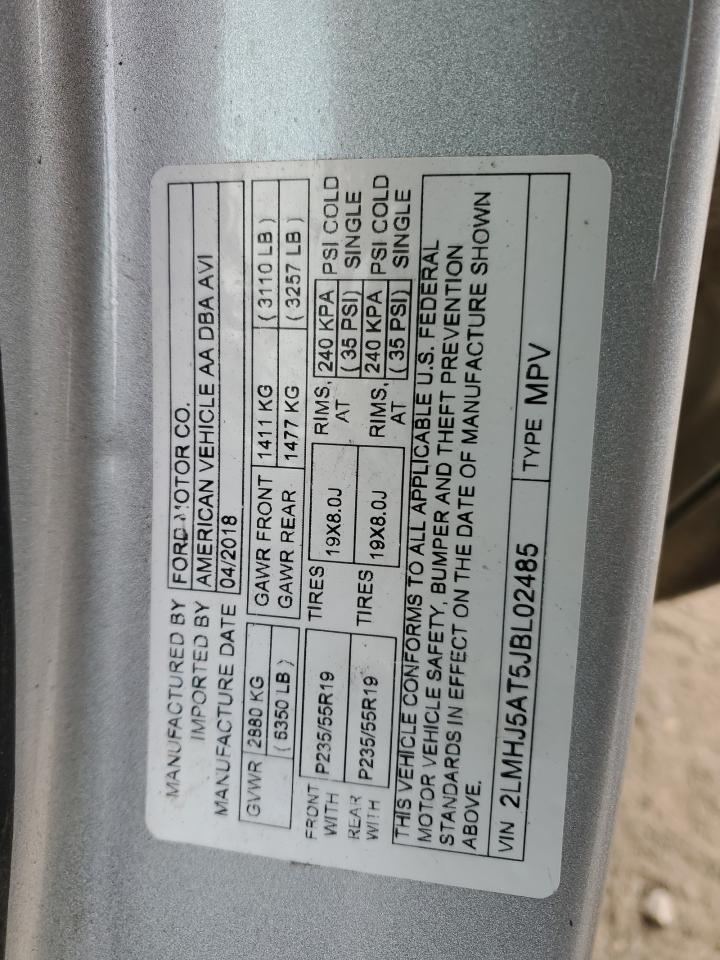 MANUFACTURED BY FORD MOTOR CO.
IMPORTED BY AMERICAN VEHICLE AA DBA AVI
MANUFACTURE DATE 04/2018
GVWR 2880 KG GAWR FRONT 1411 KG ( 3110 LB )
( 6350 LB ) GAWR REAR 1477 KG ( 3257 LB )
FRONT WITH P235/55R19 TIRES 19X8.0J RIMS, AT 240 KPA (35 PSI) PSI COLD SINGLE
REAR WITH P235/55R19 TIRES 19X8.0J RIMS, AT 240 KPA (35 PSI) PSI COLD SINGLE
THIS VEHICLE CONFORMS TO ALL APPLICABLE U.S. FEDERAL
MOTOR VEHICLE SAFETY, BUMPER AND THEFT PREVENTION
STANDARDS IN EFFECT ON THE DATE OF MANUFACTURE SHOWN
ABOVE.
VIN 2LMHJ5AT5JBL02485 TYPE MPV